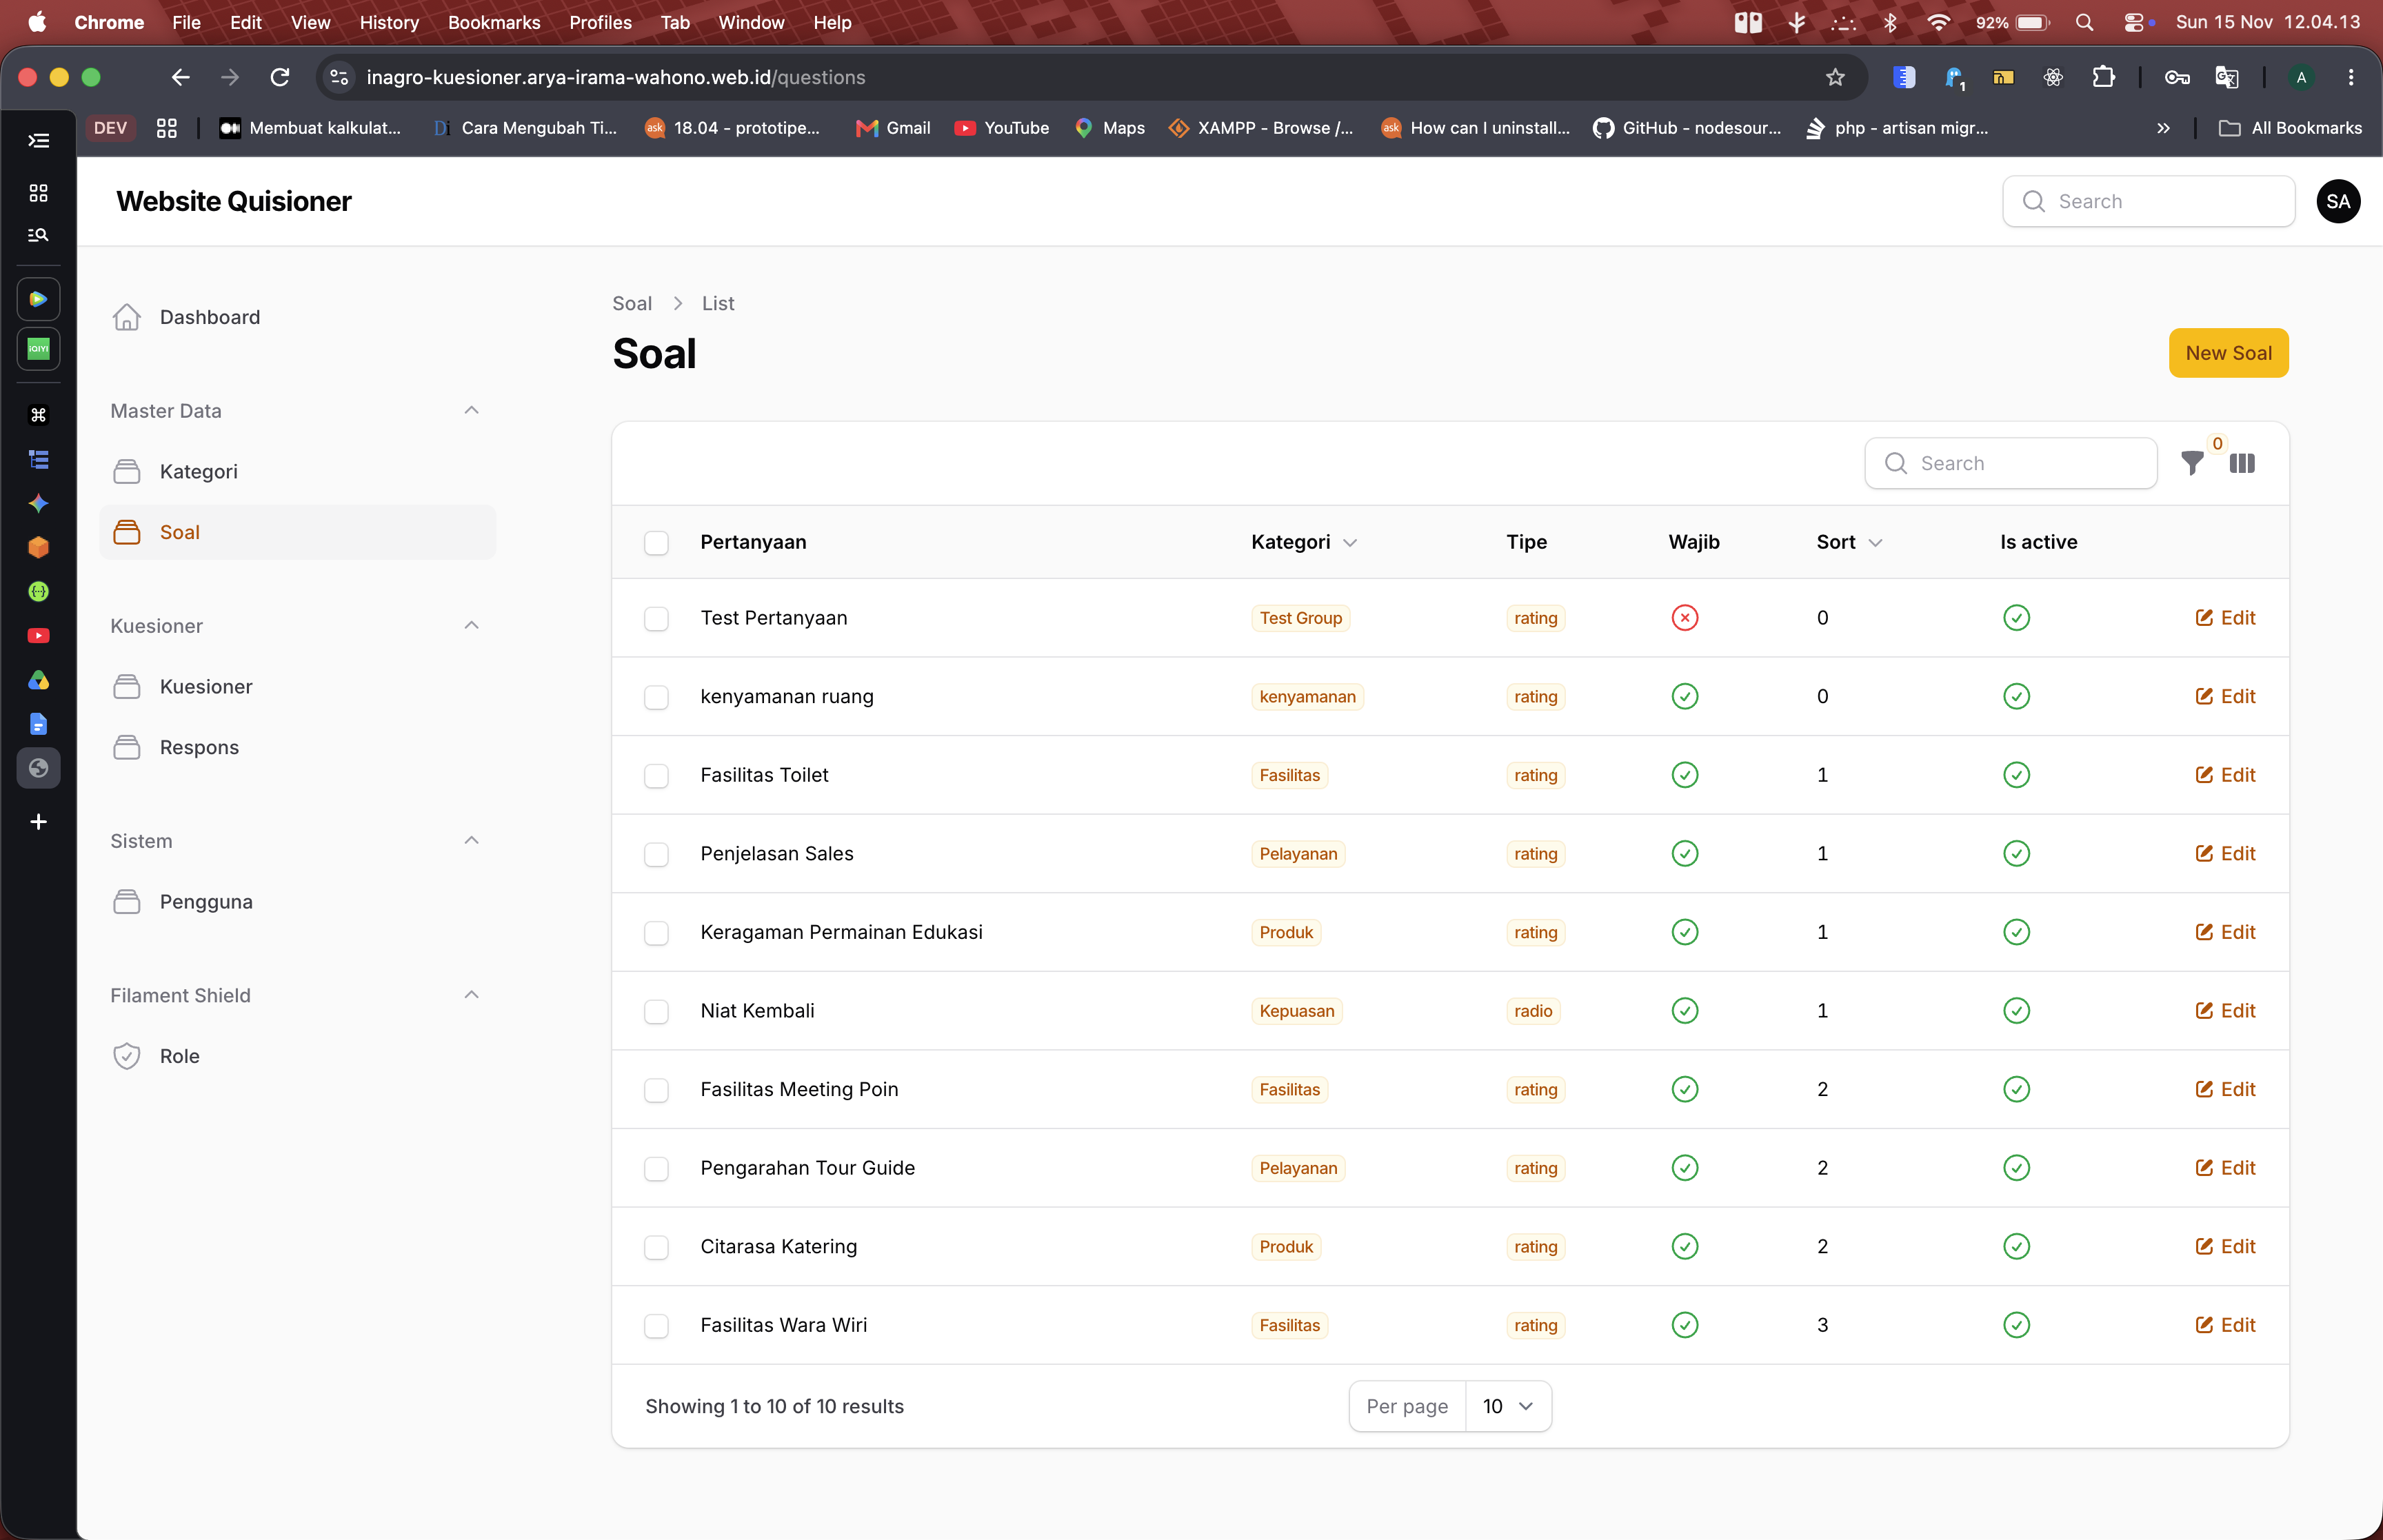 Chrome File Edit View History Bookmarks Profiles Tab Window Help 92% Sun 15 Nov 12.04.13
inagro-kuesioner.arya-irama-wahono.web.id/questions 1 A
DEV Membuat kalkulat... Di Cara Mengubah Ti... ask 18.04 - prototipe... Gmail YouTube Maps XAMPP - Browse /... ask How can I uninstall... GitHub - nodesour... php - artisan migr... All Bookmarks
iQIYI
Website Quisioner Search SA
Dashboard
Master Data
Kategori
Soal
Kuesioner
Kuesioner
Respons
Sistem
Pengguna
Filament Shield
Role
Soal List
Soal New Soal
Search 0
Pertanyaan Kategori Tipe Wajib Sort Is active
Test Pertanyaan Test Group rating 0 Edit
kenyamanan ruang kenyamanan rating 0 Edit
Fasilitas Toilet Fasilitas rating 1 Edit
Penjelasan Sales Pelayanan rating 1 Edit
Keragaman Permainan Edukasi Produk rating 1 Edit
Niat Kembali Kepuasan radio 1 Edit
Fasilitas Meeting Poin Fasilitas rating 2 Edit
Pengarahan Tour Guide Pelayanan rating 2 Edit
Citarasa Katering Produk rating 2 Edit
Fasilitas Wara Wiri Fasilitas rating 3 Edit
Showing 1 to 10 of 10 results Per page 10